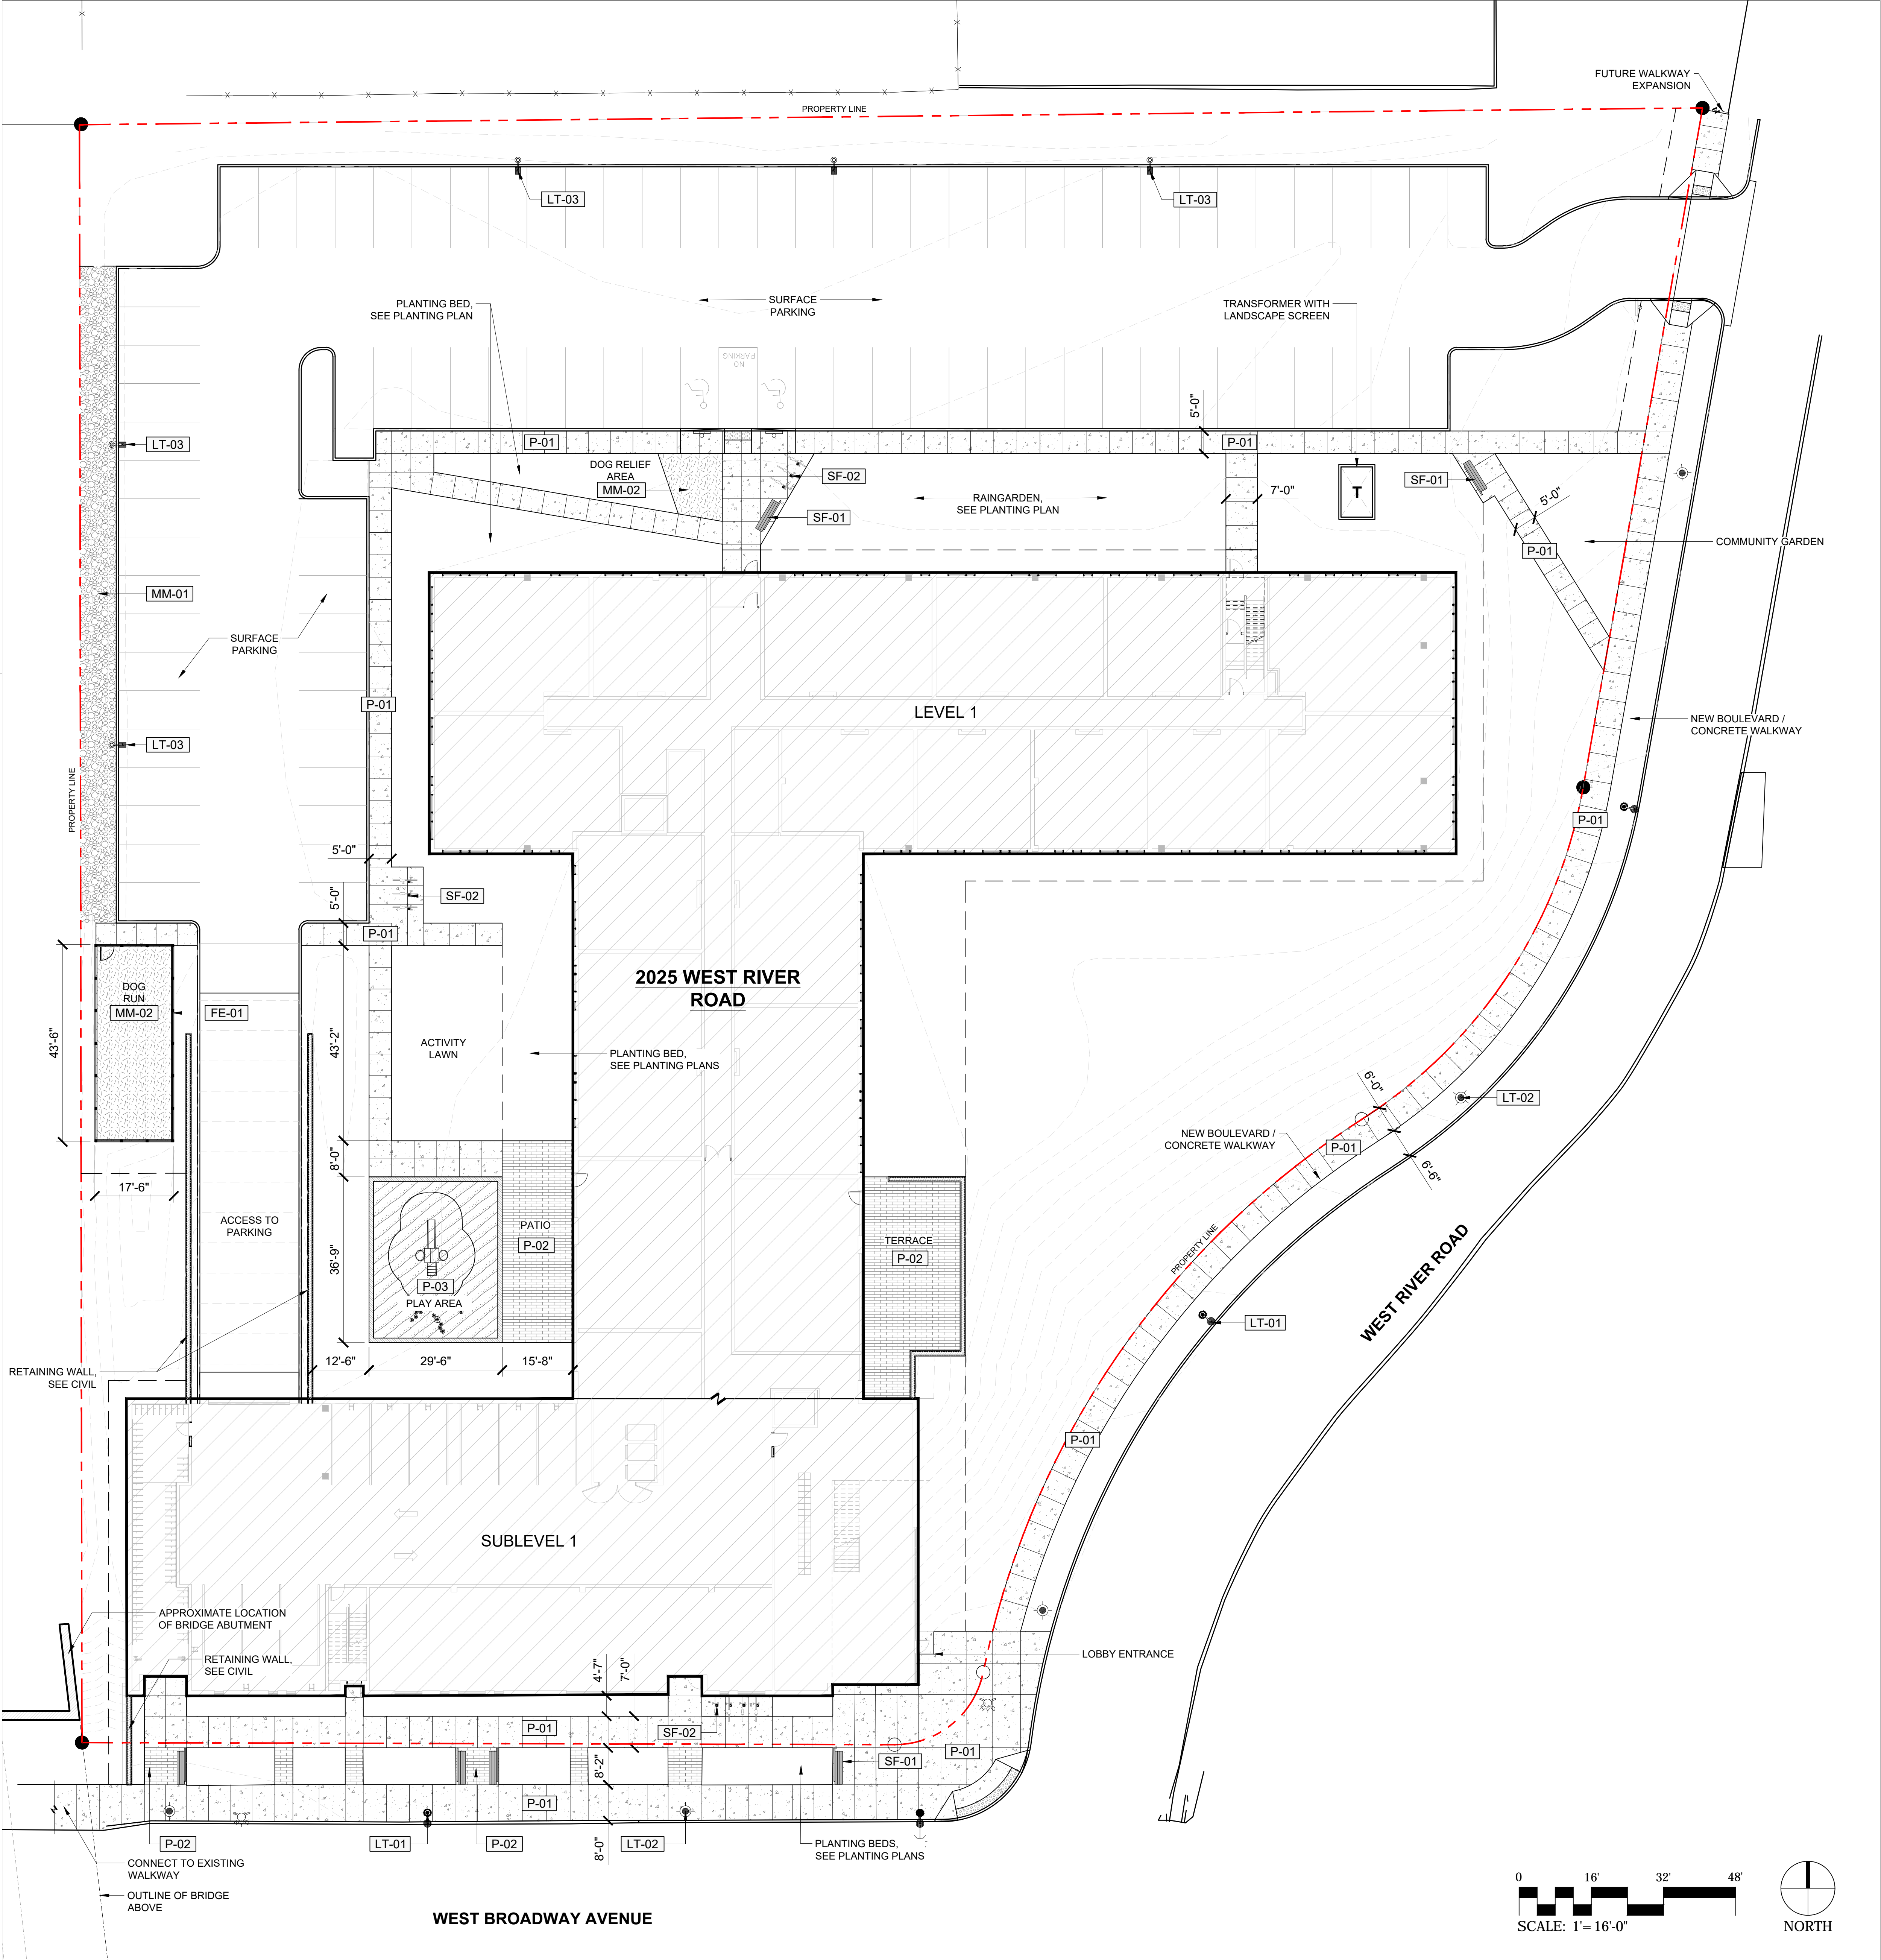 FUTURE WALKWAY
EXPANSION
PROPERTY LINE
LT-03
LT-03
PLANTING BED,
SEE PLANTING PLAN
SURFACE
PARKING
TRANSFORMER WITH
LANDSCAPE SCREEN
NO
PARKING
5'-0"
LT-03
P-01
P-01
DOG RELIEF
AREA
MM-02
SF-02
SF-01
RAINGARDEN,
SEE PLANTING PLAN
7'-0"
T
SF-01
5'-0"
P-01
COMMUNITY GARDEN
MM-01
SURFACE
PARKING
P-01
LEVEL 1
NEW BOULEVARD /
CONCRETE WALKWAY
LT-03
PROPERTY LINE
P-01
5'-0"
SF-02
5'-0"
P-01
2025 WEST RIVER
ROAD
DOG
RUN
MM-02
FE-01
43'-6"
43'-2"
ACTIVITY
LAWN
PLANTING BED,
SEE PLANTING PLANS
6'-0"
LT-02
NEW BOULEVARD /
CONCRETE WALKWAY
P-01
6'-6"
8'-0"
17'-6"
ACCESS TO
PARKING
PATIO
P-02
TERRACE
P-02
PROPERTY LINE
36'-9"
P-03
PLAY AREA
WEST RIVER ROAD
LT-01
RETAINING WALL,
SEE CIVIL
12'-6"
29'-6"
15'-8"
P-01
SUBLEVEL 1
APPROXIMATE LOCATION
OF BRIDGE ABUTMENT
RETAINING WALL,
SEE CIVIL
4'-7"
7'-0"
LOBBY ENTRANCE
P-01
SF-02
P-01
SF-01
8'-2"
P-01
P-02
LT-01
P-02
LT-02
8'-0"
PLANTING BEDS,
SEE PLANTING PLANS
CONNECT TO EXISTING
WALKWAY
OUTLINE OF BRIDGE
ABOVE
WEST BROADWAY AVENUE
0 16' 32' 48'
SCALE: 1'= 16'-0"
NORTH